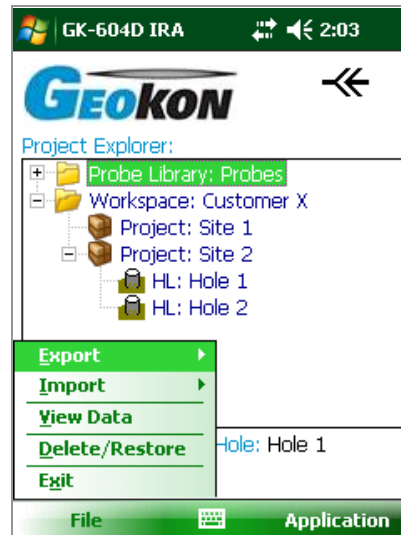 GK-604D IRA 2:03
GEOKON
Project Explorer:
Probe Library: Probes
Workspace: Customer X
Project: Site 1
Project: Site 2
HL: Hole 1
HL: Hole 2
Export
Import
View Data
Delete/Restore
Exit
Hole: Hole 1
File Application